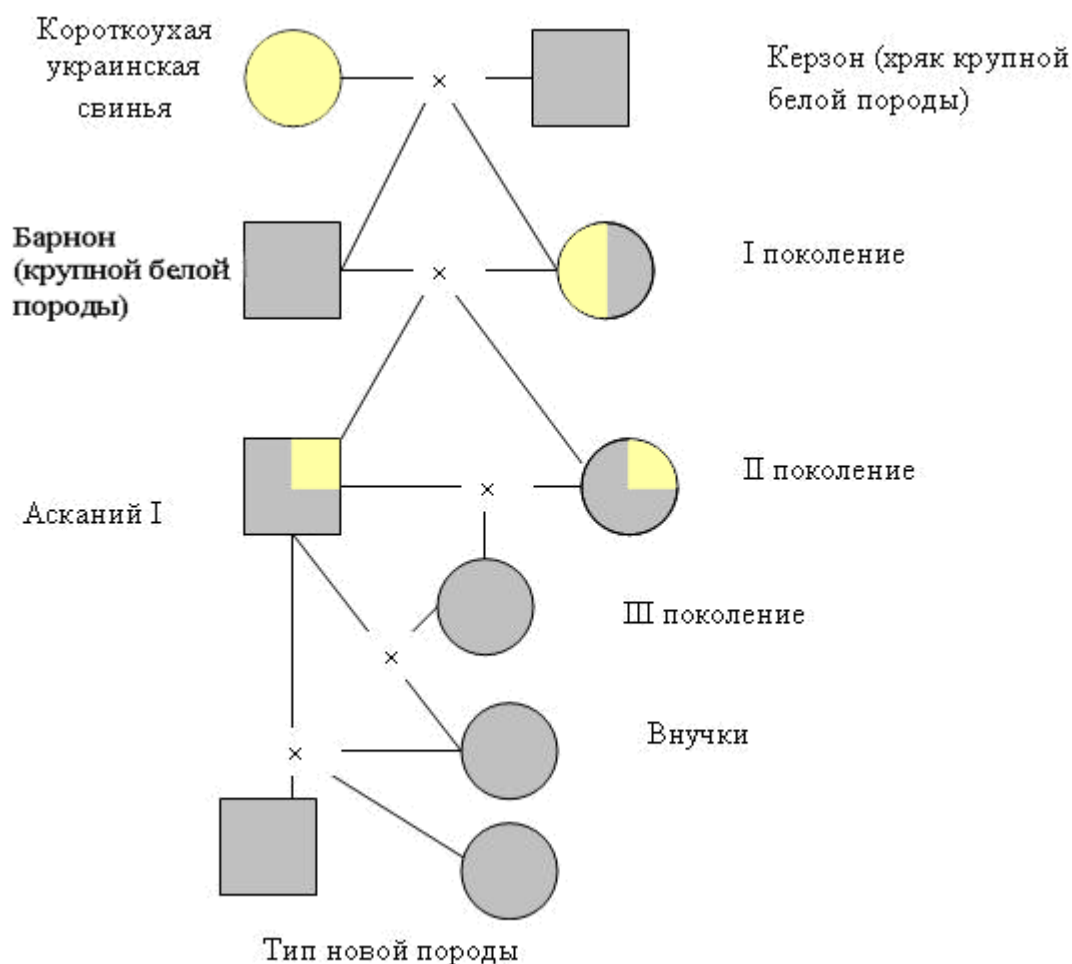 Короткоухая
украинская
свинья
Керзон (хряк крупной
белой породы)
×
Барнон
(крупной белой
породы)
×
I поколение
Асканий I
×
II поколение
III поколение
×
Внучки
×
Тип новой породы